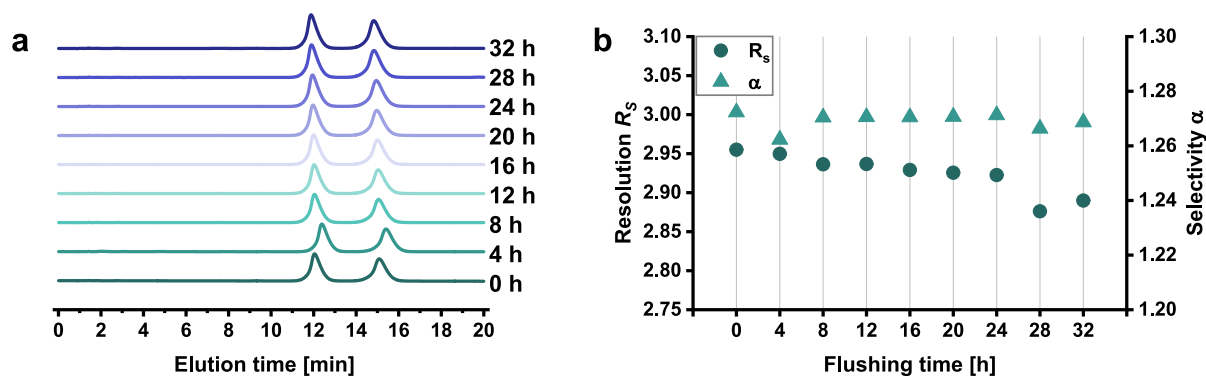 a
32 h
28 h
24 h
20 h
16 h
12 h
8 h
4 h
0 h
0 2 4 6 8 10 12 14 16 18 20
Elution time [min]
b
Rs
α
3.10
3.05
3.00
2.95
2.90
2.85
2.80
2.75
Resolution Rs
1.30
1.28
1.26
1.24
1.22
1.20
Selectivity α
0 4 8 12 16 20 24 28 32
Flushing time [h]